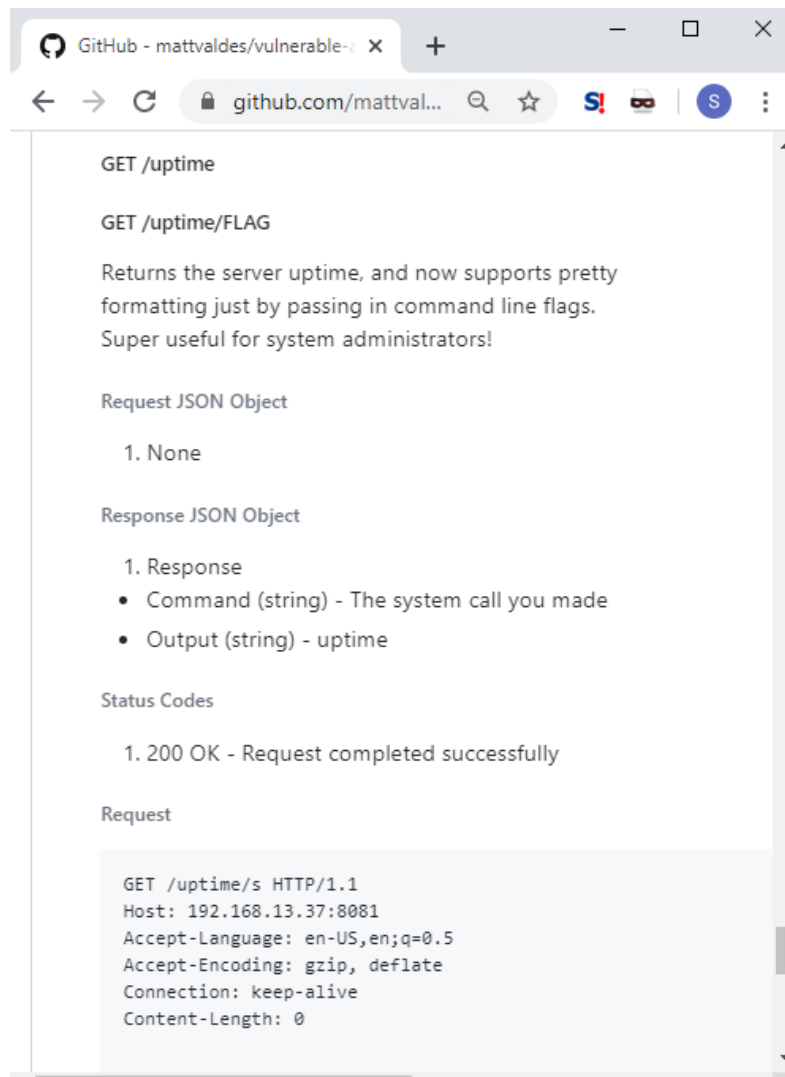 GitHub - mattvaldes/vulnerable-a
github.com/mattval...
S!
S
GET /uptime
GET /uptime/FLAG
Returns the server uptime, and now supports pretty
formatting just by passing in command line flags.
Super useful for system administrators!
Request JSON Object
1. None
Response JSON Object
1. Response
• Command (string) - The system call you made
• Output (string) - uptime
Status Codes
1. 200 OK - Request completed successfully
Request
GET /uptime/s HTTP/1.1
Host: 192.168.13.37:8081
Accept-Language: en-US,en;q=0.5
Accept-Encoding: gzip, deflate
Connection: keep-alive
Content-Length: 0